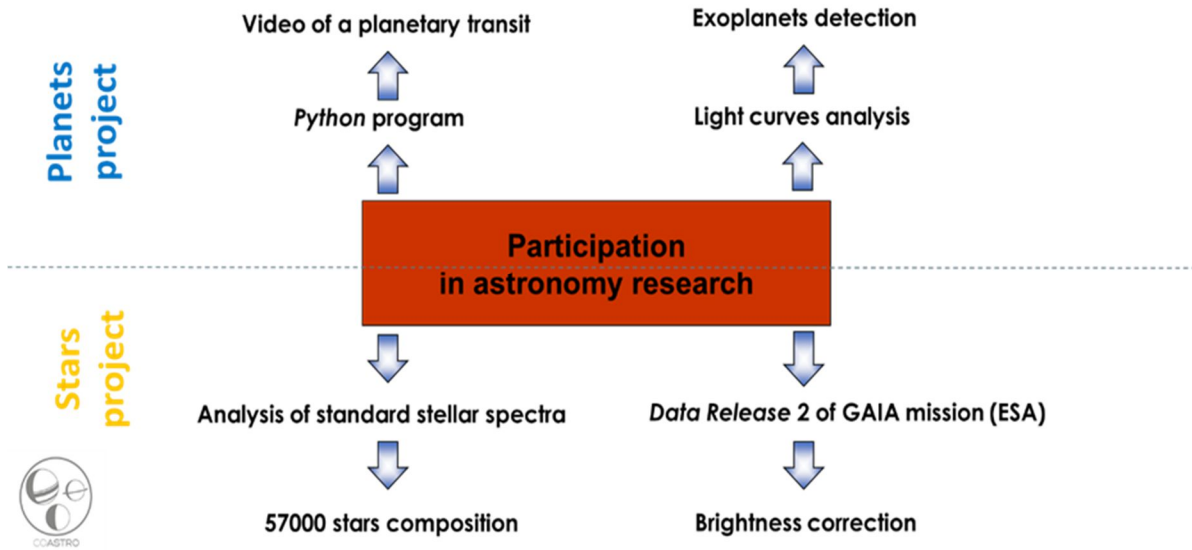 Video of a planetary transit
Exoplanets detection
Planets
project
Python program
Light curves analysis
Participation
in astronomy research
Stars
project
Analysis of standard stellar spectra
Data Release 2 of GAIA mission (ESA)
57000 stars composition
Brightness correction
COASTRO